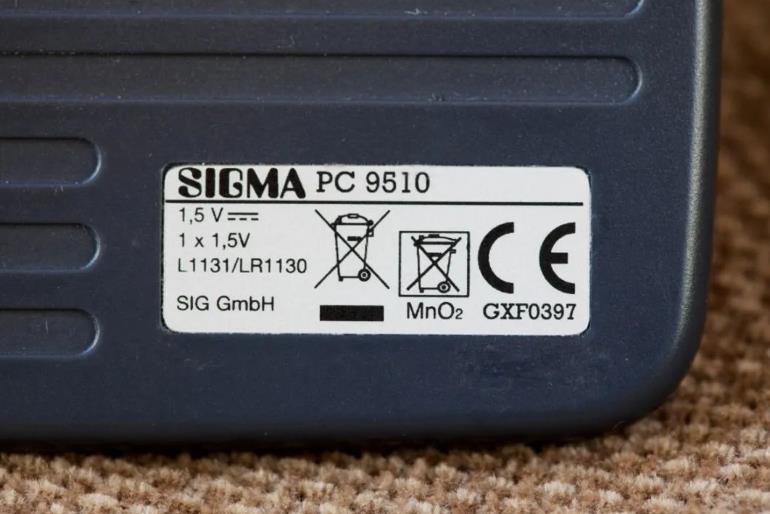 SIGMA PC 9510
1,5 V⎓
1 x 1,5V
L1131/LR1130
SIG GmbH
MnO₂
CE
GXF0397